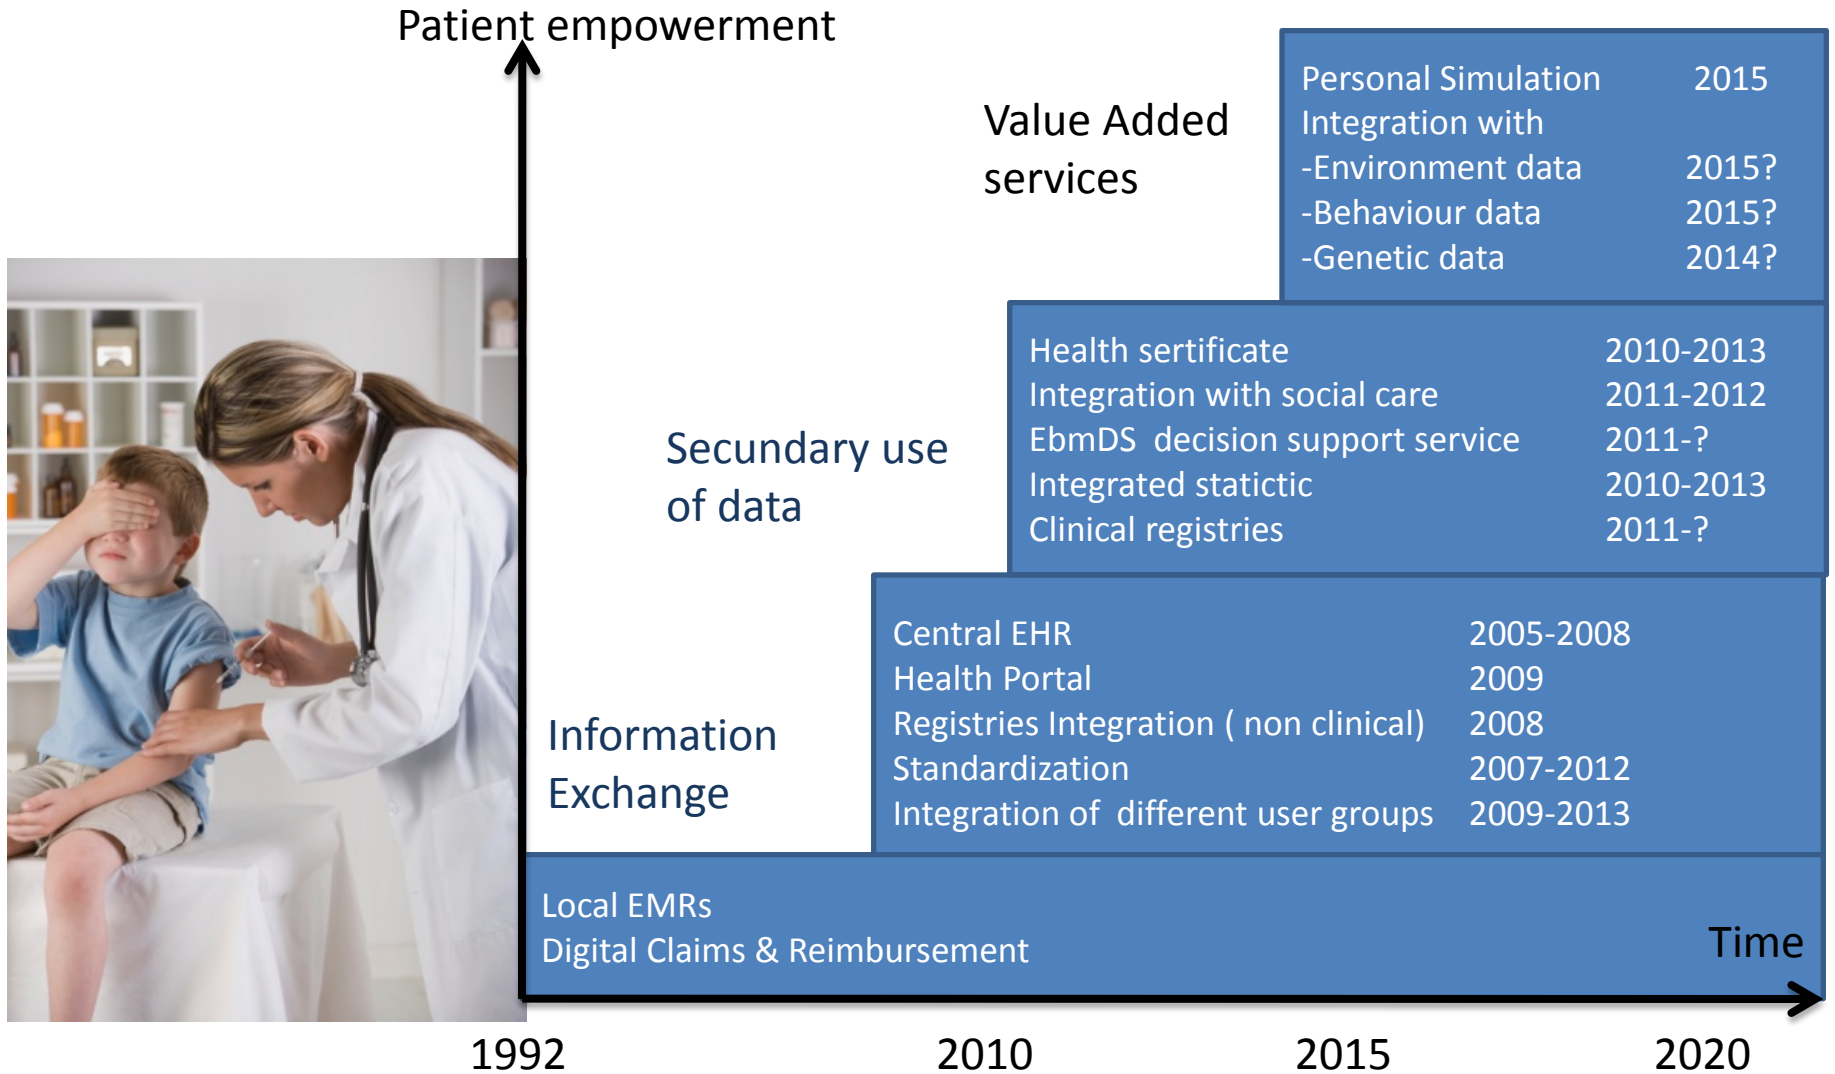 Patient empowerment
Value Added
services
Personal Simulation 2015
Integration with
-Environment data 2015?
-Behaviour data 2015?
-Genetic data 2014?
Secundary use
of data
Health sertificate 2010-2013
Integration with social care 2011-2012
EbmDS  decision support service 2011-?
Integrated statictic 2010-2013
Clinical registries 2011-?
Information
Exchange
Central EHR 2005-2008
Health Portal 2009
Registries Integration ( non clinical) 2008
Standardization 2007-2012
Integration of  different user groups 2009-2013
Local EMRs
Digital Claims & Reimbursement
Time
1992 2010 2015 2020